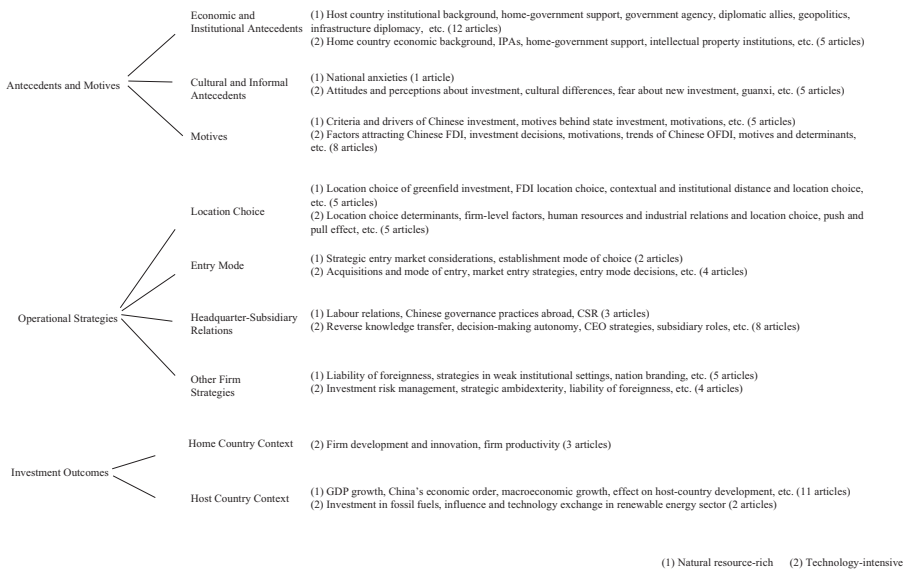 Antecedents and Motives
Economic and
Institutional Antecedents
(1) Host country institutional background, home-government support, government agency, diplomatic allies, geopolitics,
infrastructure diplomacy, etc. (12 articles)
(2) Home country economic background, IPAs, home-government support, intellectual property institutions, etc. (5 articles)
Cultural and Informal
Antecedents
(1) National anxieties (1 article)
(2) Attitudes and perceptions about investment, cultural differences, fear about new investment, guanxi, etc. (5 articles)
Motives
(1) Criteria and drivers of Chinese investment, motives behind state investment, motivations, etc. (5 articles)
(2) Factors attracting Chinese FDI, investment decisions, motivations, trends of Chinese OFDI, motives and determinants,
etc. (8 articles)
Operational Strategies
Location Choice
(1) Location choice of greenfield investment, FDI location choice, contextual and institutional distance and location choice,
etc. (5 articles)
(2) Location choice determinants, firm-level factors, human resources and industrial relations and location choice, push and
pull effect, etc. (5 articles)
Entry Mode
(1) Strategic entry market considerations, establishment mode of choice (2 articles)
(2) Acquisitions and mode of entry, market entry strategies, entry mode decisions, etc. (4 articles)
Headquarter-Subsidiary
Relations
(1) Labour relations, Chinese governance practices abroad, CSR (3 articles)
(2) Reverse knowledge transfer, decision-making autonomy, CEO strategies, subsidiary roles, etc. (8 articles)
Other Firm
Strategies
(1) Liability of foreignness, strategies in weak institutional settings, nation branding, etc. (5 articles)
(2) Investment risk management, strategic ambidexterity, liability of foreignness, etc. (4 articles)
Investment Outcomes
Home Country Context
(2) Firm development and innovation, firm productivity (3 articles)
Host Country Context
(1) GDP growth, China's economic order, macroeconomic growth, effect on host-country development, etc. (11 articles)
(2) Investment in fossil fuels, influence and technology exchange in renewable energy sector (2 articles)
(1) Natural resource-rich (2) Technology-intensive